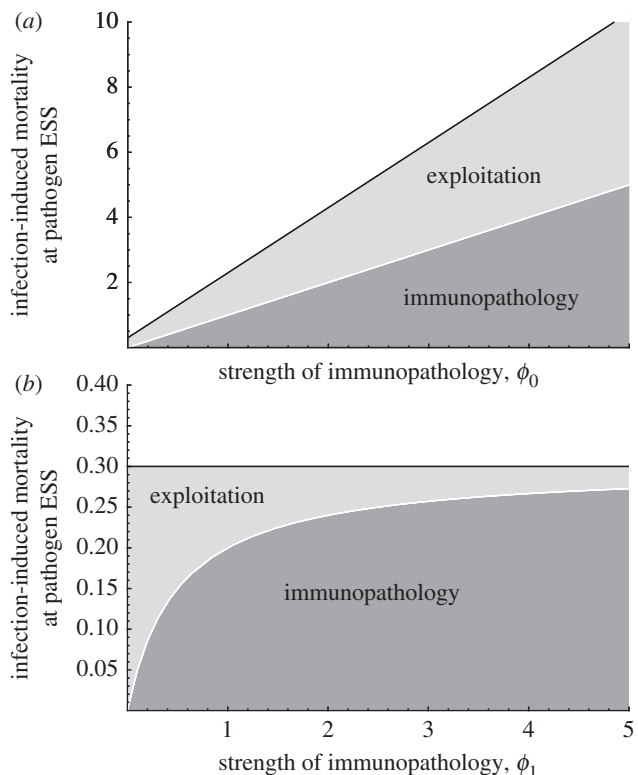 (a)
10
8
6
4
2
infection-induced mortality
at pathogen ESS
exploitation
immunopathology
strength of immunopathology, ϕ0
(b)
0.40
0.35
0.30
0.25
0.20
0.15
0.10
0.05
infection-induced mortality
at pathogen ESS
exploitation
immunopathology
1 2 3 4 5
strength of immunopathology, ϕ1